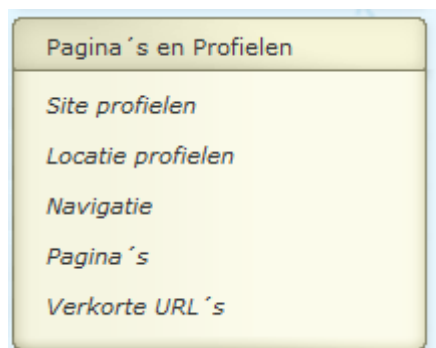 Pagina´s en Profielen
Site profielen
Locatie profielen
Navigatie
Pagina´s
Verkorte URL´s